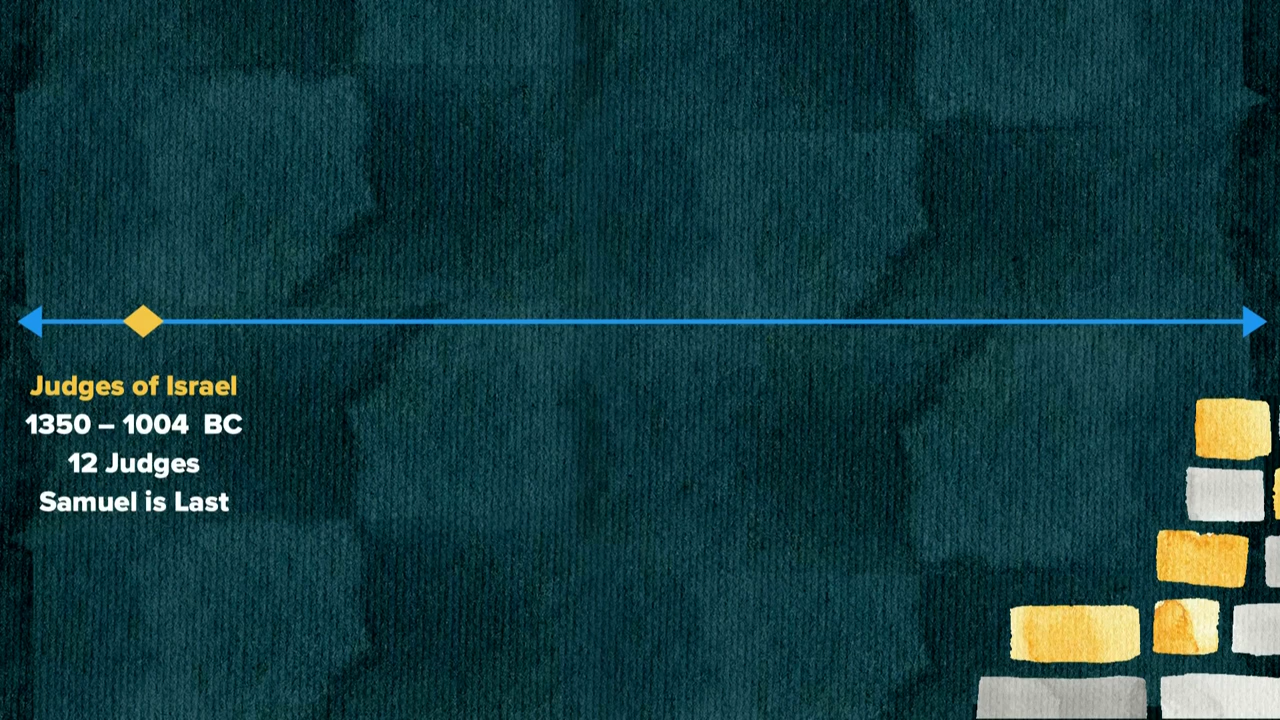 Judges of Israel
1350 – 1004 BC
12 Judges
Samuel is Last